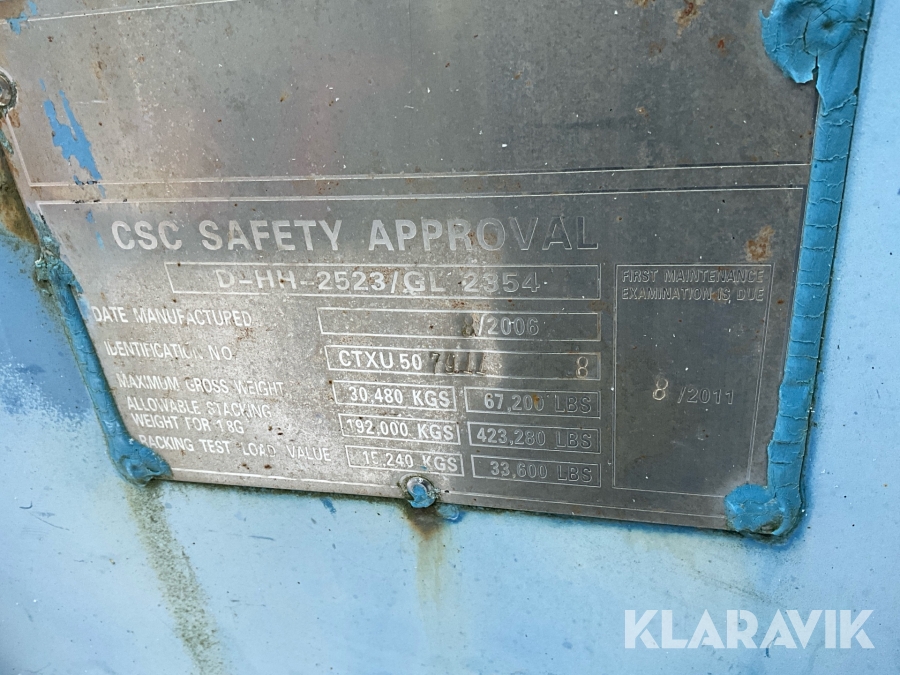 CSC SAFETY APPROVAL
D-HH-2523/GL 2354
FIRST MAINTENANCE
EXAMINATION IS DUE
8/2011
DATE MANUFACTURED 8/2006
IDENTIFICATION NO. CTXU 50 8
MAXIMUM GROSS WEIGHT 30,480 KGS 67,200 LBS
ALLOWABLE STACKING
WEIGHT FOR 1.8G 192,000 KGS 423,280 LBS
RACKING TEST LOAD VALUE 15,240 KGS 33,600 LBS
KLARAVIK